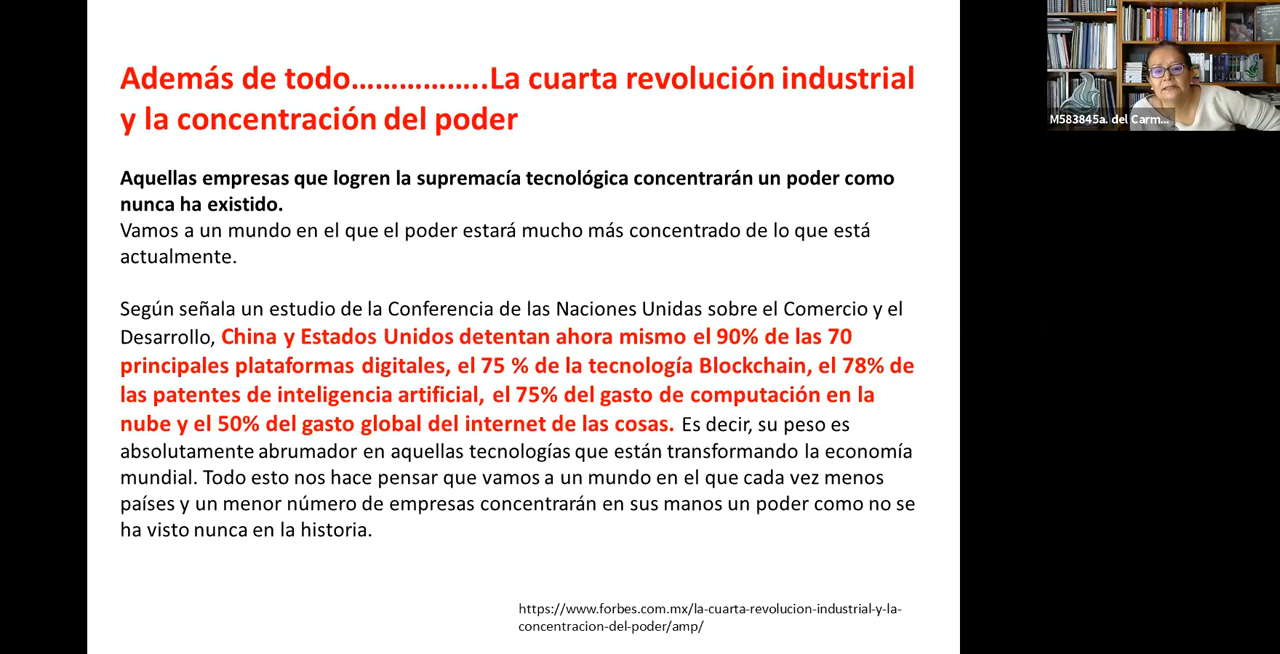 Además de todo……………..La cuarta revolución industrial
y la concentración del poder
Aquellas empresas que logren la supremacía tecnológica concentrarán un poder como
nunca ha existido.
Vamos a un mundo en el que el poder estará mucho más concentrado de lo que está
actualmente.
Según señala un estudio de la Conferencia de las Naciones Unidas sobre el Comercio y el
Desarrollo, China y Estados Unidos detentan ahora mismo el 90% de las 70
principales plataformas digitales, el 75 % de la tecnología Blockchain, el 78% de
las patentes de inteligencia artificial, el 75% del gasto de computación en la
nube y el 50% del gasto global del internet de las cosas. Es decir, su peso es
absolutamente abrumador en aquellas tecnologías que están transformando la economía
mundial. Todo esto nos hace pensar que vamos a un mundo en el que cada vez menos
países y un menor número de empresas concentrarán en sus manos un poder como no se
ha visto nunca en la historia.
https://www.forbes.com.mx/la-cuarta-revolucion-industrial-y-la-
concentracion-del-poder/amp/
M583845a. del Carm...